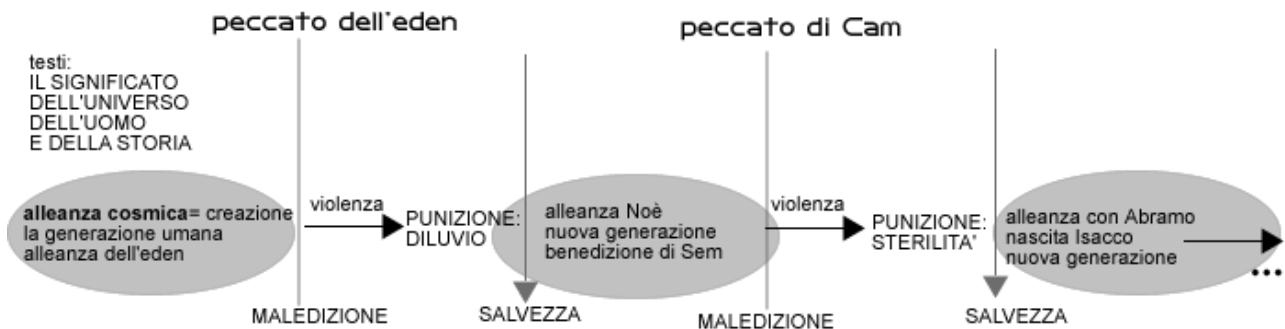 peccato dell'eden
peccato di Cam
testi:
IL SIGNIFICATO
DELL'UNIVERSO
DELL'UOMO
E DELLA STORIA
alleanza cosmica= creazione
la generazione umana
alleanza dell'eden
violenza
PUNIZIONE:
DILUVIO
alleanza Noè
nuova generazione
benedizione di Sem
violenza
PUNIZIONE:
STERILITA'
alleanza con Abramo
nascita Isacco
nuova generazione
...
MALEDIZIONE
SALVEZZA
MALEDIZIONE
SALVEZZA